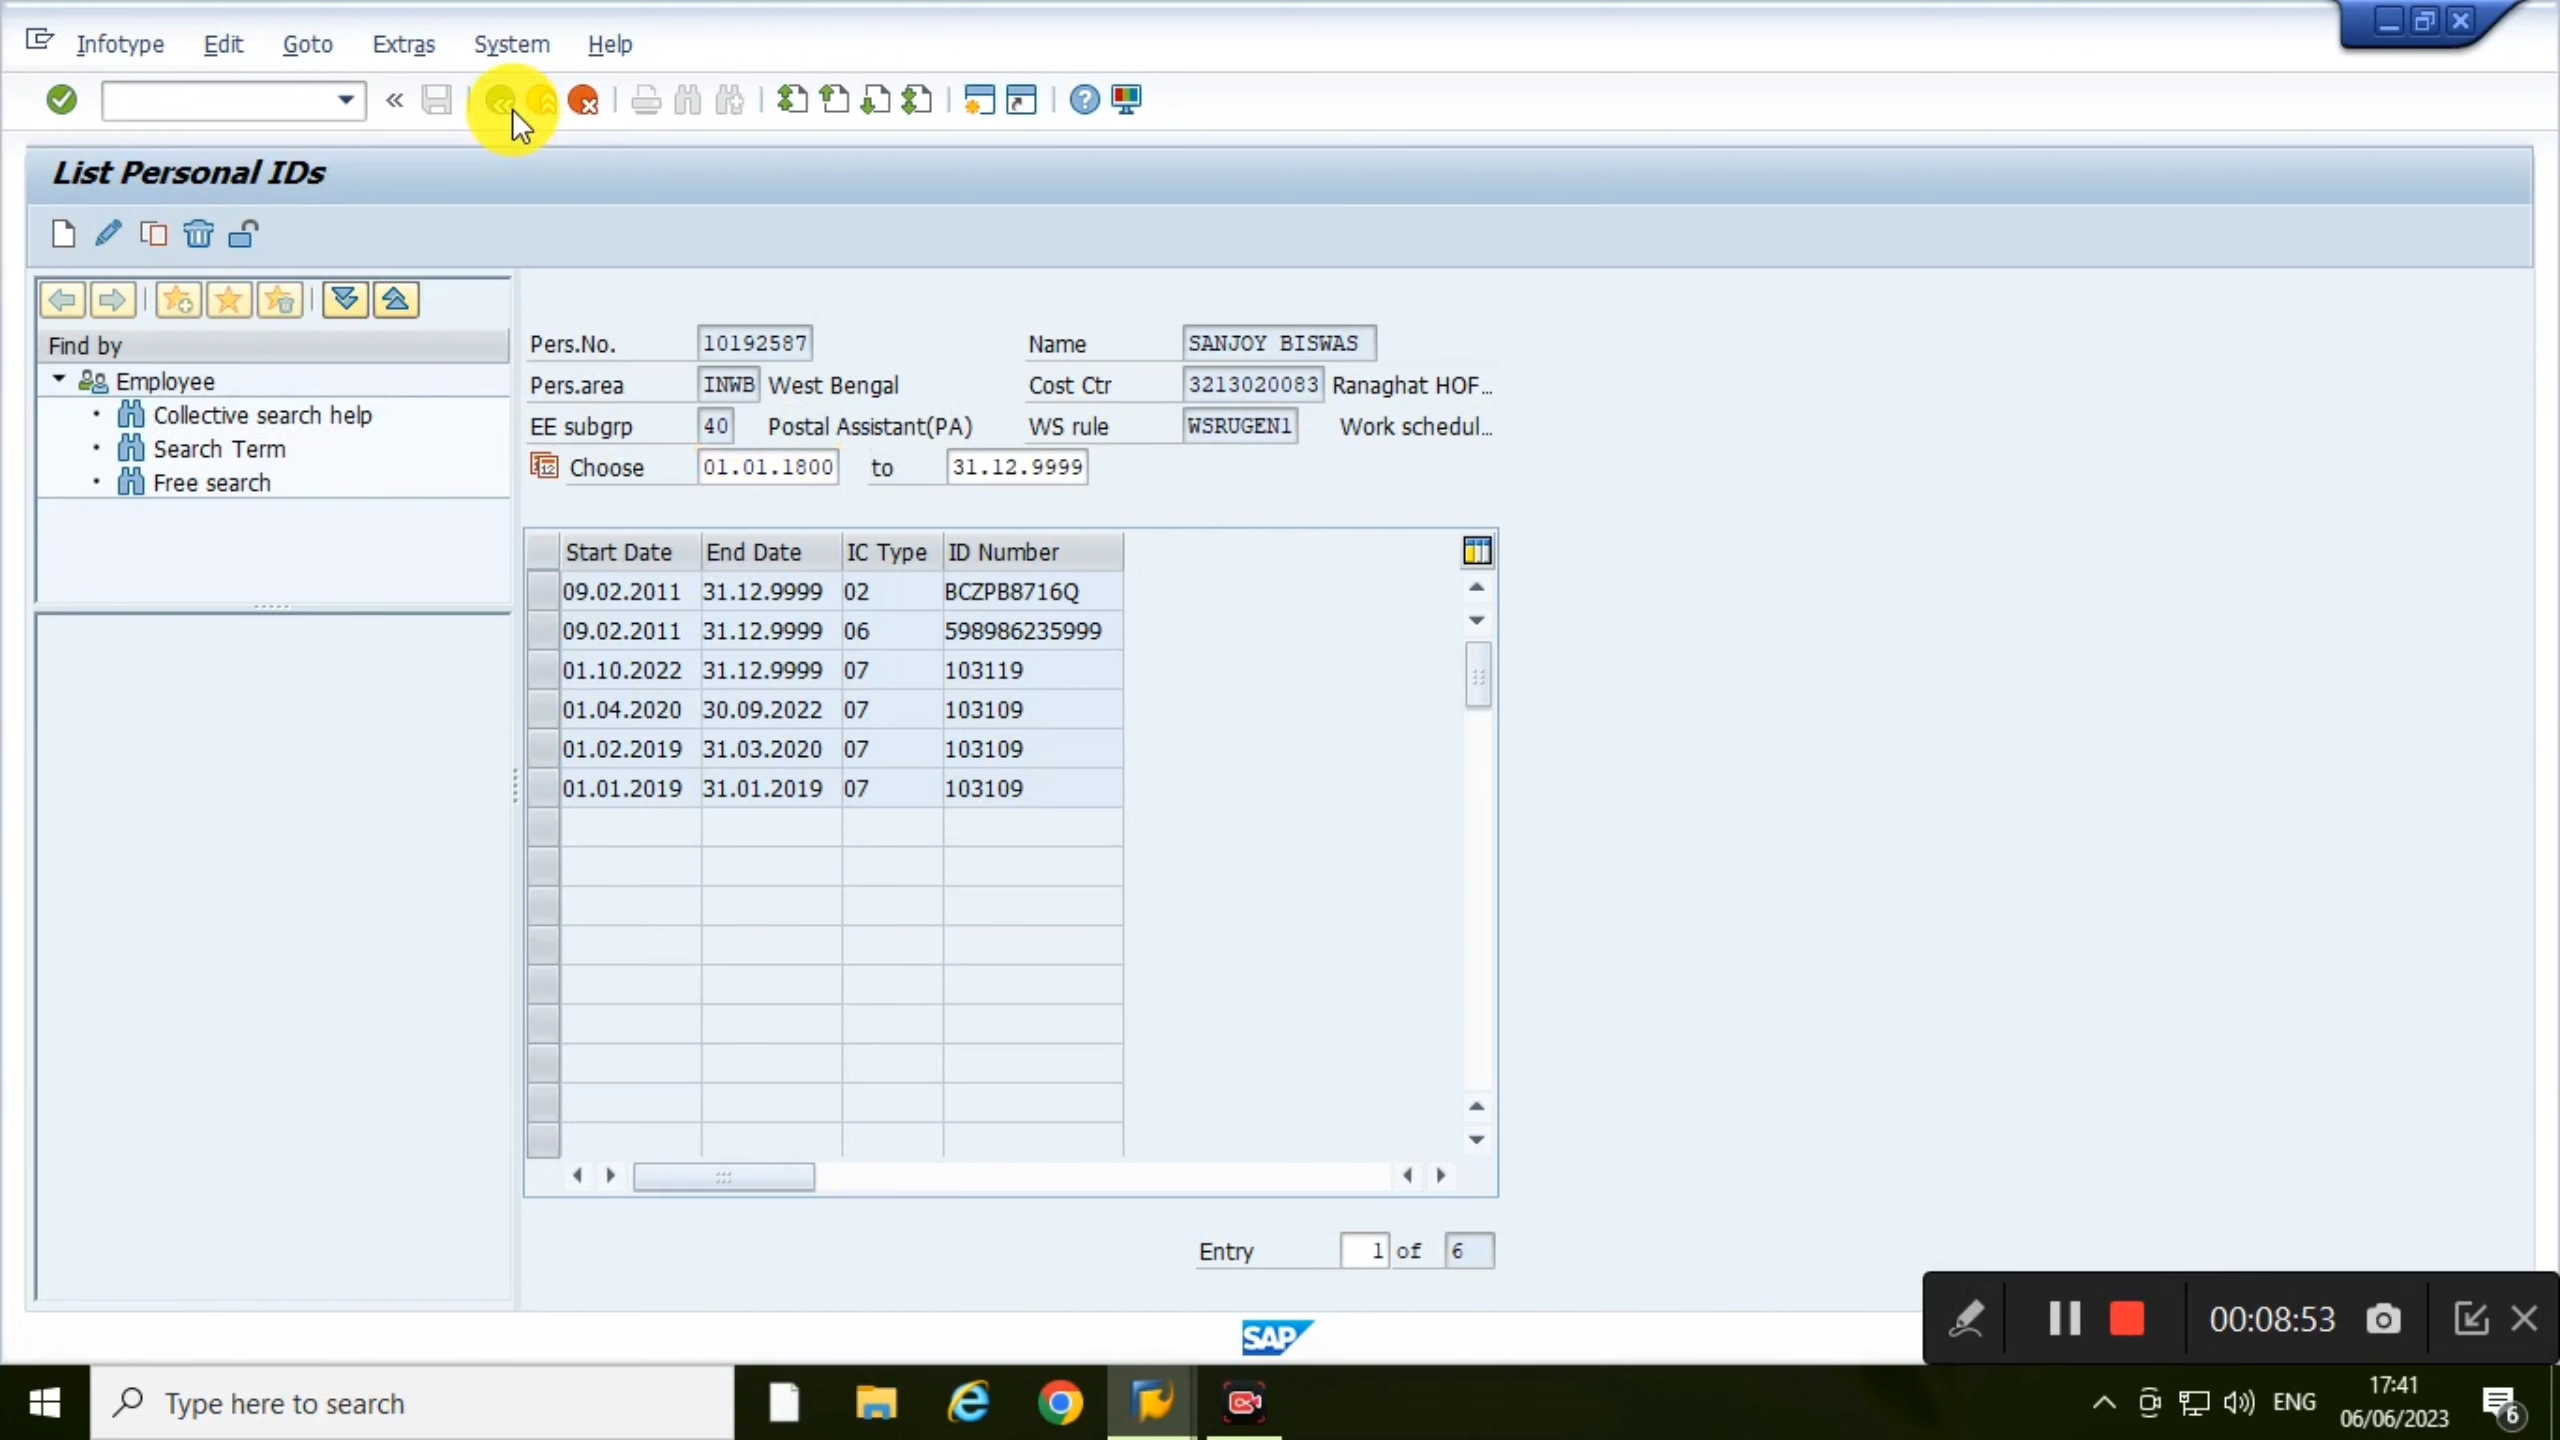 Infotype Edit Goto Extras System Help
List Personal IDs
Find by
Employee
Collective search help
Search Term
Free search
Pers.No. 10192587 Name SANJOY BISWAS
Pers.area INWB West Bengal Cost Ctr 3213020083 Ranaghat HOF...
EE subgrp 40 Postal Assistant(PA) WS rule WSRUGEN1 Work schedul...
Choose 01.01.1800 to 31.12.9999
Start Date End Date IC Type ID Number
09.02.2011 31.12.9999 02 BCZPB8716Q
09.02.2011 31.12.9999 06 598986235999
01.10.2022 31.12.9999 07 103119
01.04.2020 30.09.2022 07 103109
01.02.2019 31.03.2020 07 103109
01.01.2019 31.01.2019 07 103109
Entry 1 of 6
SAP
00:08:53
Type here to search
ENG
17:41
06/06/2023
6